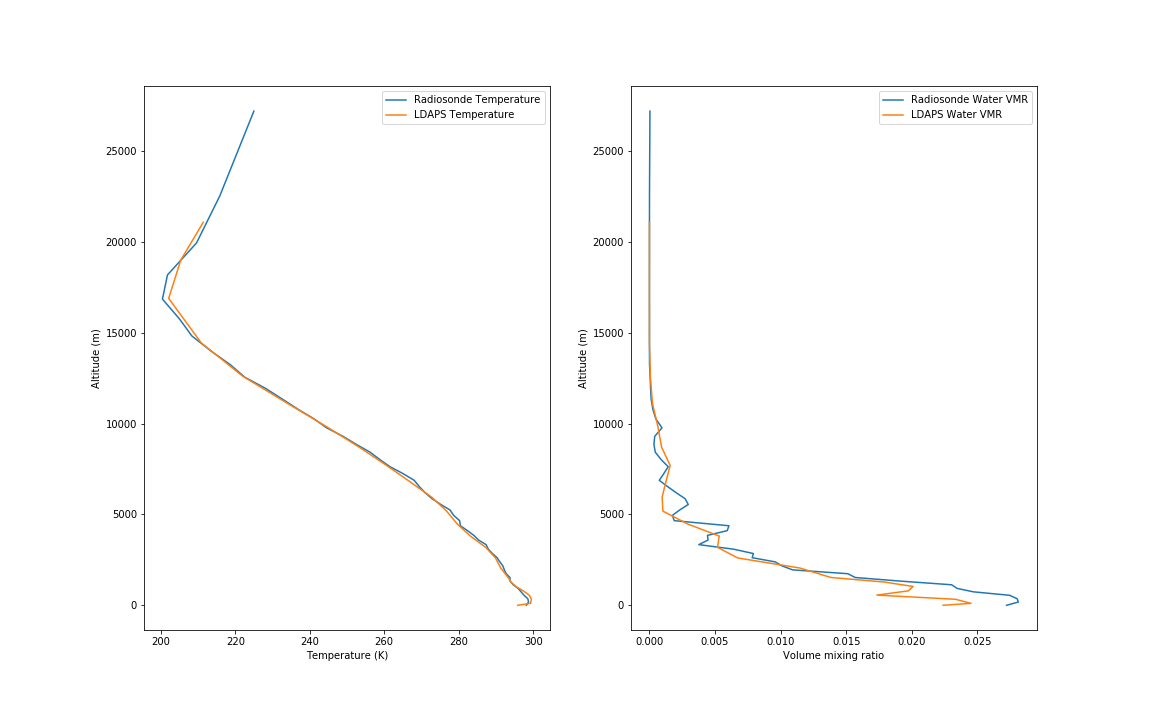 Radiosonde Temperature
LDAPS Temperature
25000
20000
15000
10000
5000
0
Altitude (m)
200 220 240 260 280 300
Temperature (K)
Radiosonde Water VMR
LDAPS Water VMR
25000
20000
15000
10000
5000
0
Altitude (m)
0.000 0.005 0.010 0.015 0.020 0.025
Volume mixing ratio